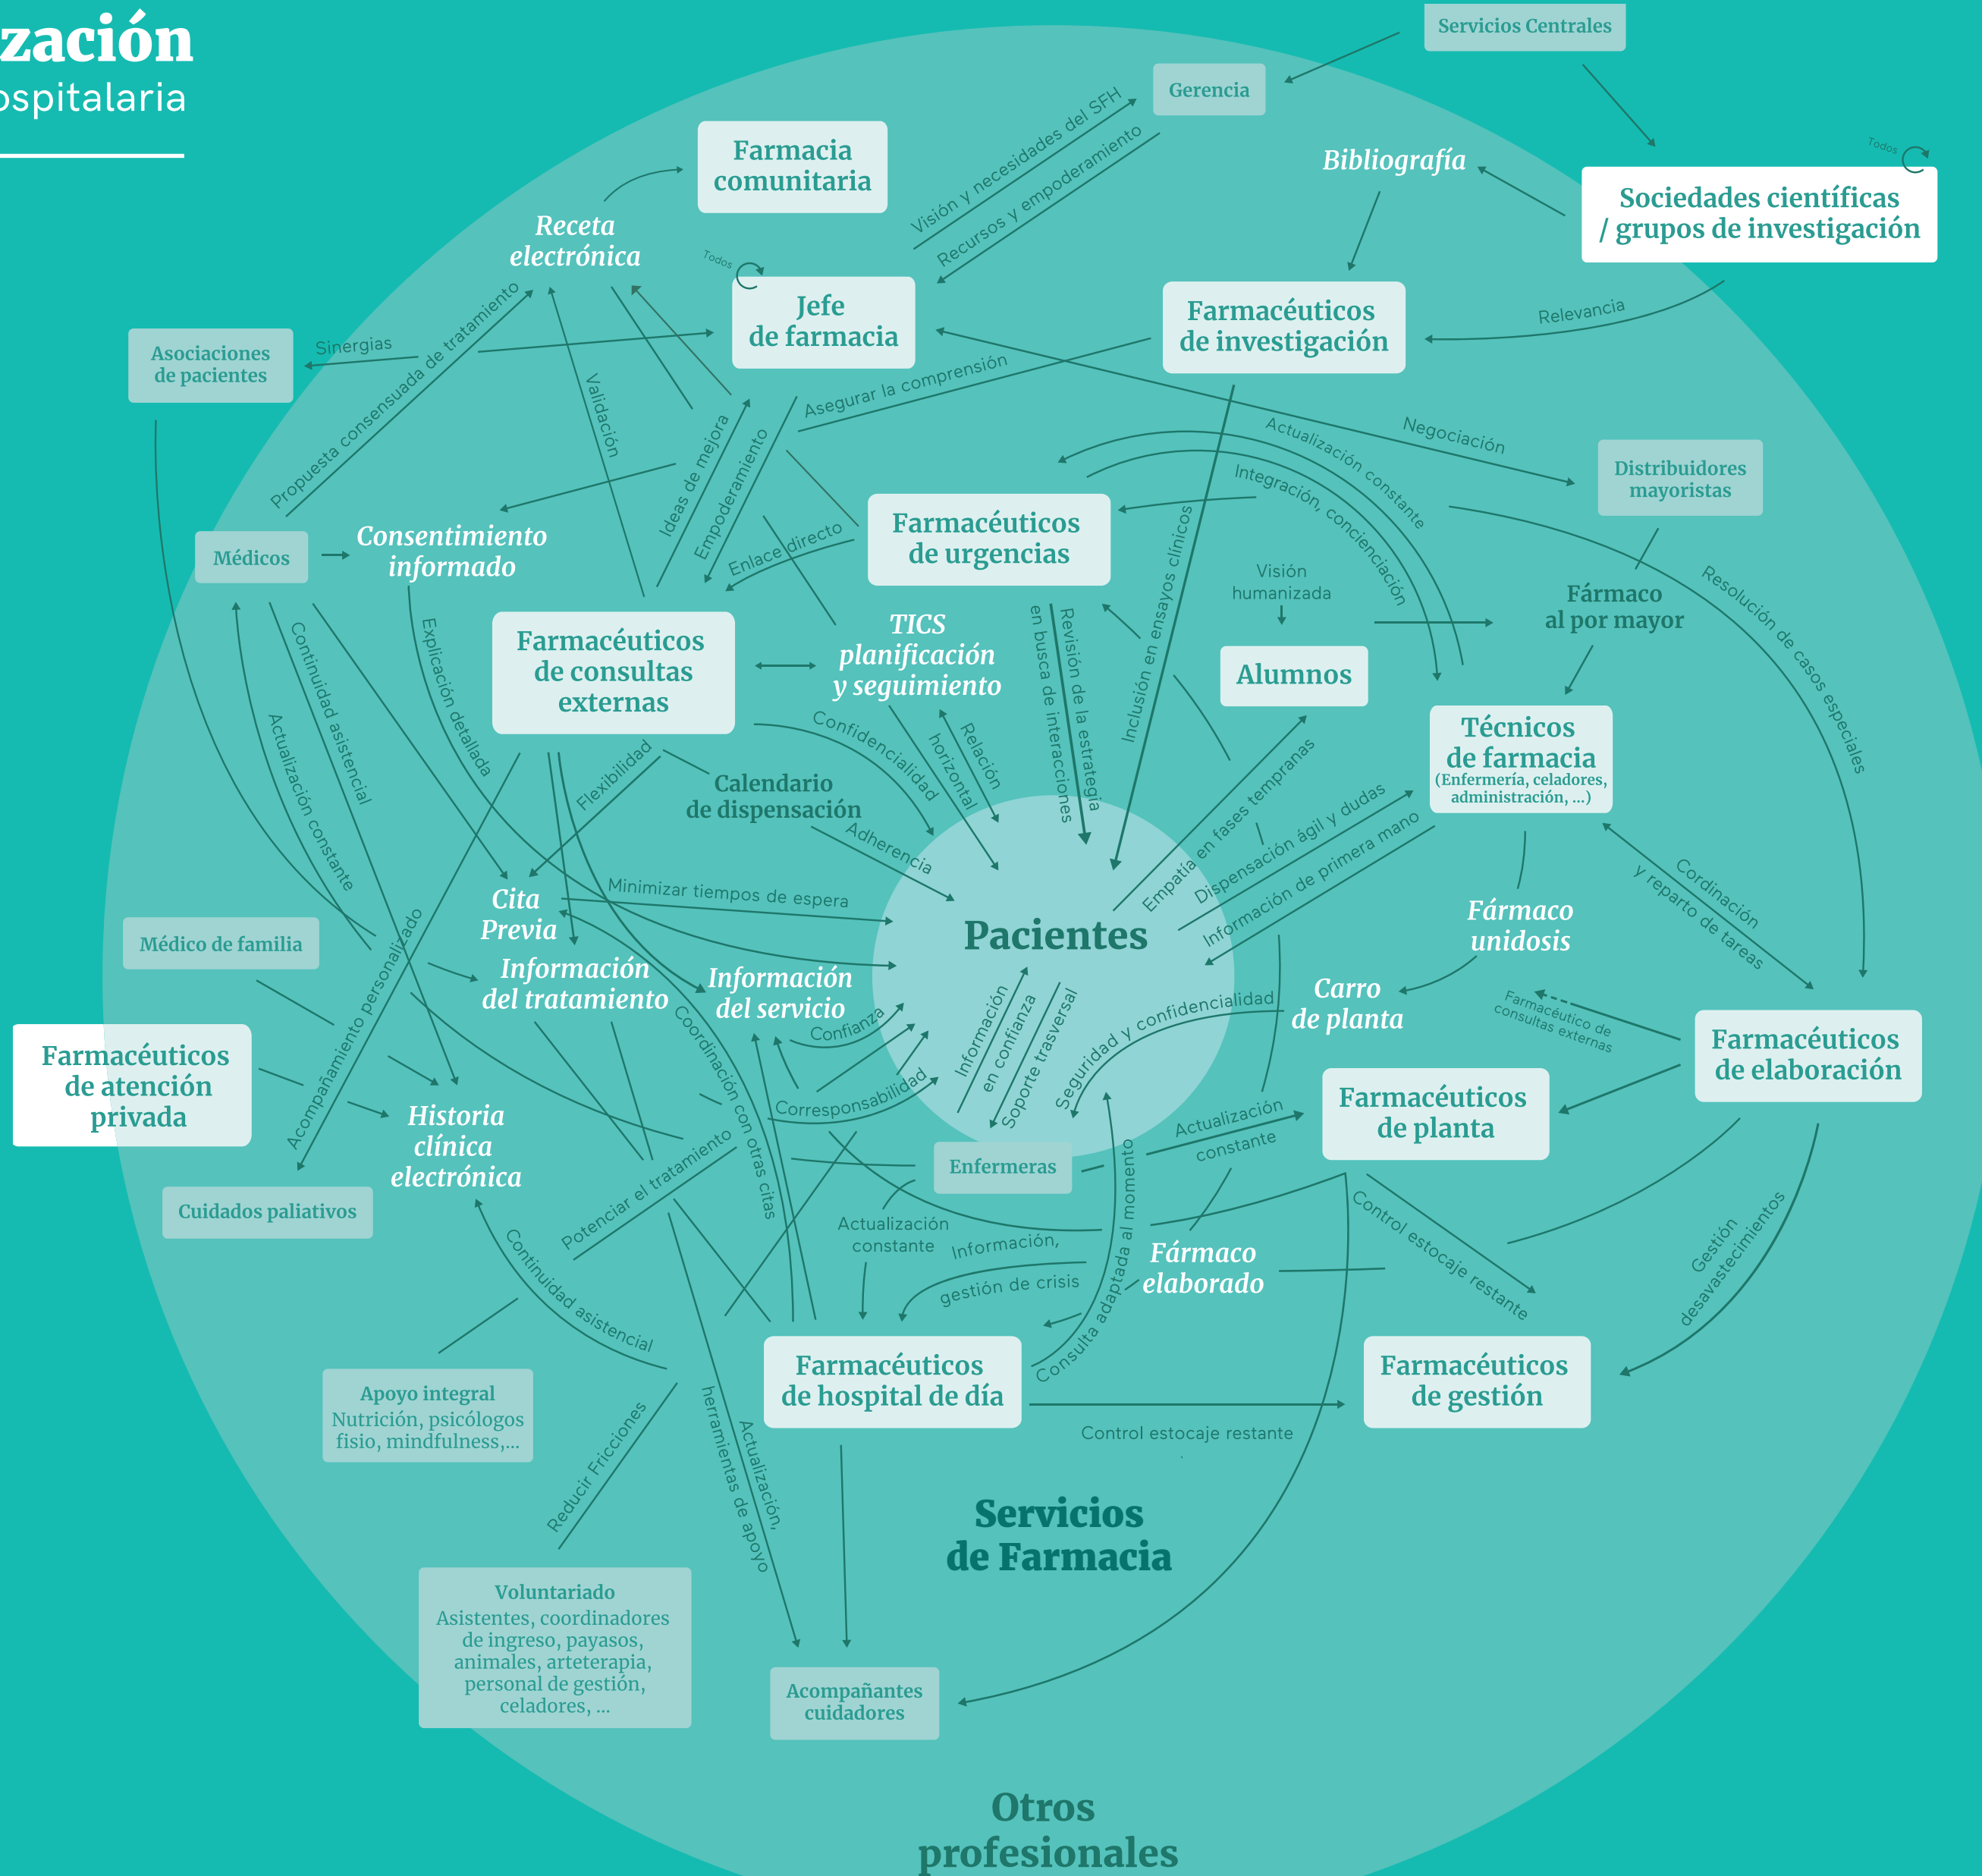 zación
ospitalaria
Servicios Centrales
Gerencia
Farmacia
comunitaria
Visión y necesidades del SFH
Recursos y empoderamiento
Bibliografía
Todos
Sociedades científicas
/ grupos de investigación
Receta
electrónica
Todos
Jefe
de farmacia
Farmacéuticos
de investigación
Relevancia
Asociaciones
de pacientes
Sinergias
Propuesta consensuada de tratamiento
Validación
Ideas de mejora
Empoderamiento
Asegurar la comprensión
Negociación
Actualización constante
Integración, concienciación
Distribuidores
mayoristas
Médicos
Consentimiento
informado
Enlace directo
Farmacéuticos
de urgencias
Inclusión en ensayos clínicos
Visión
humanizada
Fármaco
al por mayor
Resolución de casos especiales
Farmacéuticos
de consultas
externas
TICS
planificación
y seguimiento
Revisión de la estrategia
en busca de interacciones
Alumnos
Técnicos
de farmacia
(Enfermería, celadores,
administración, ...)
Continuidad asistencial
Explicación detallada
Actualización constante
Flexibilidad
Calendario
de dispensación
Confidencialidad
Relación
horizontal
Adherencia
Empatía en fases tempranas
Dispensación ágil y dudas
Información de primera mano
Cordinación
y reparto de tareas
Cita
Previa
Minimizar tiempos de espera
Pacientes
Fármaco
unidosis
Médico de familia
Acompañamiento personalizado
Información
del tratamiento
Información
del servicio
Confianza
Información
en confianza
Soporte trasversal
Seguridad y confidencialidad
Carro
de planta
Farmacéutico de
consultas externas
Farmacéuticos
de elaboración
Farmacéuticos
de atención
privada
Coordinación con otras citas
Corresponsabilidad
Farmacéuticos
de planta
Historia
clínica
electrónica
Potenciar el tratamiento
Enfermeras
Actualización
constante
Cuidados paliativos
Continuidad asistencial
Actualización
constante
Información,
gestión de crisis
Consulta adaptada al momento
Fármaco
elaborado
Control estocaje restante
Gestión
desavastecimientos
Apoyo integral
Nutrición, psicólogos
fisio, mindfulness,...
Farmacéuticos
de hospital de día
Farmacéuticos
de gestión
Control estocaje restante
Reducir Fricciones
Actualización,
herramientas de apoyo
Servicios
de Farmacia
Voluntariado
Asistentes, coordinadores
de ingreso, payasos,
animales, arteterapia,
personal de gestión,
celadores, ...
Acompañantes
cuidadores
Otros
profesionales